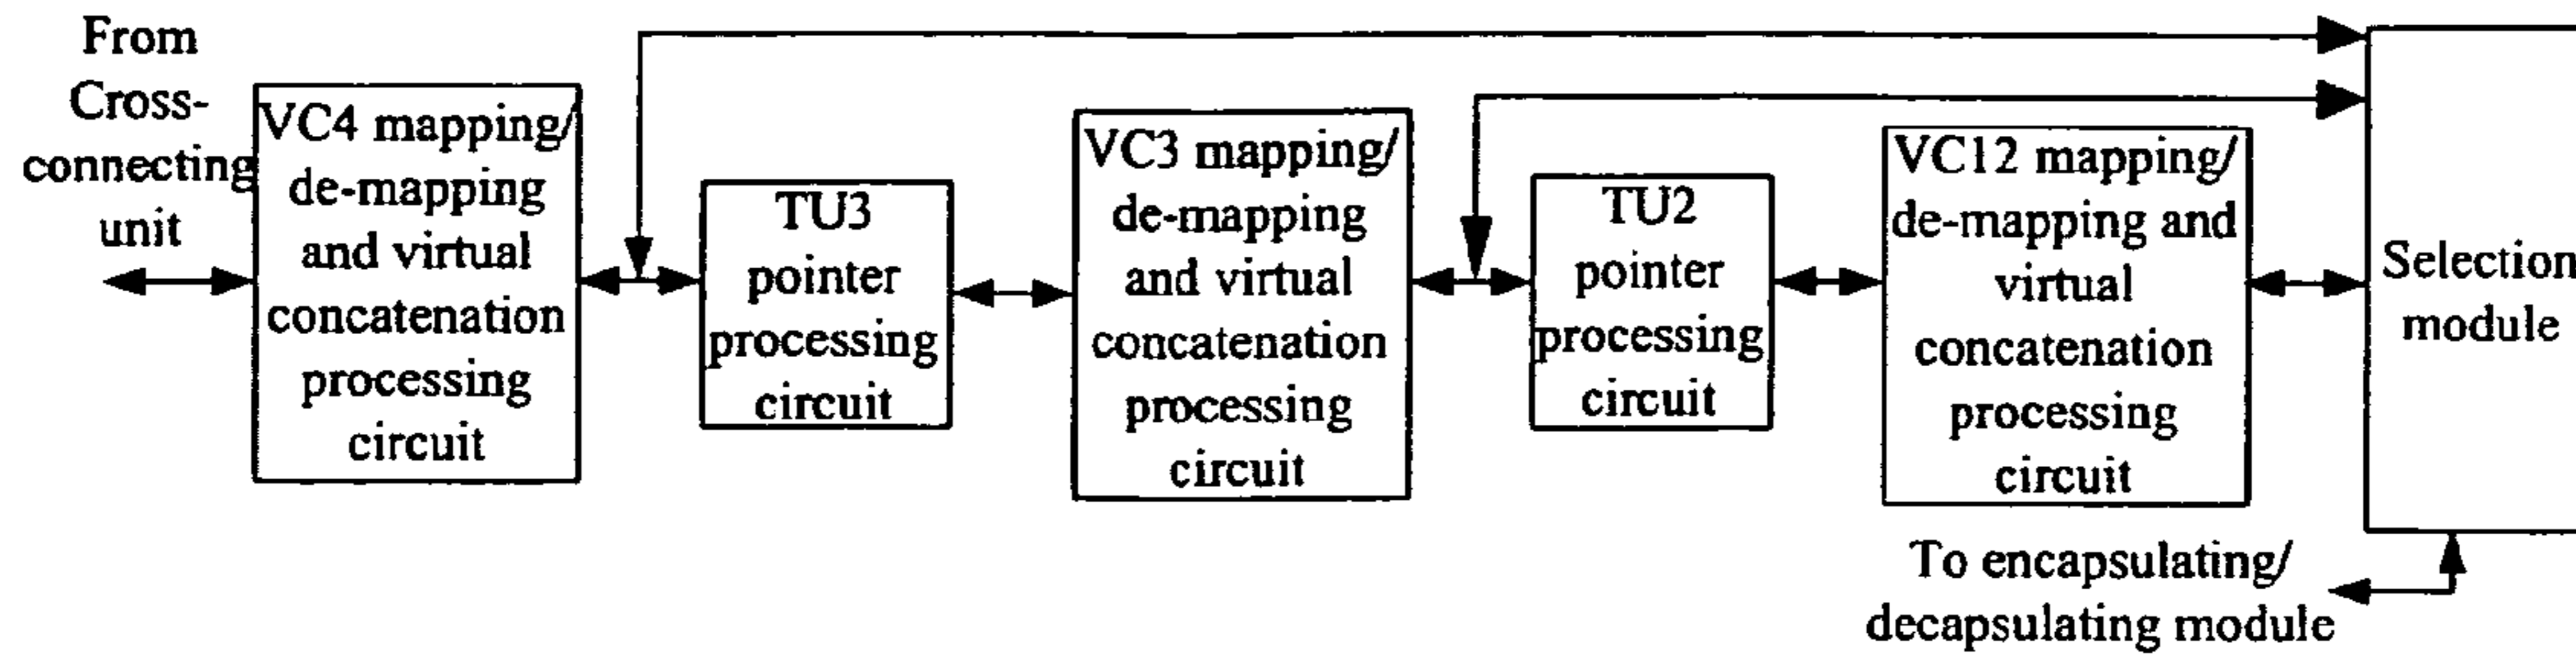 From
Cross-
connecting
unit
VC4 mapping/
de-mapping
and virtual
concatenation
processing
circuit
TU3
pointer
processing
circuit
VC3 mapping/
de-mapping
and virtual
concatenation
processing
circuit
TU2
pointer
processing
circuit
VC12 mapping/
de-mapping and
virtual
concatenation
processing
circuit
Selection
module
To encapsulating/
decapsulating module